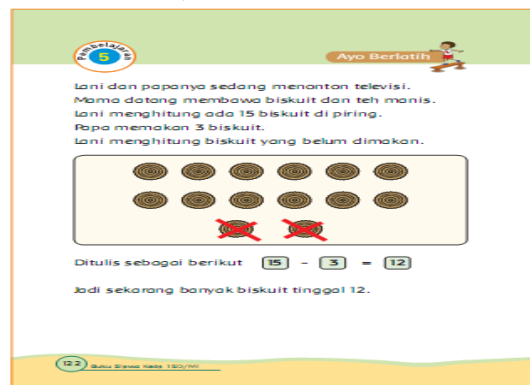 Pembelajaran
5
Ayo Berlatih
Lani dan papanya sedang menonton televisi.
Mama datang membawa biskuit dan teh manis.
Lani menghitung ada 15 biskuit di piring.
Papa memakan 3 biskuit.
Lani menghitung biskuit yang belum dimakan.
Ditulis sebagai berikut 15 - 3 = 12
Jadi sekarang banyak biskuit tinggal 12.
122 Buku Siswa Kelas 1 SD/MI